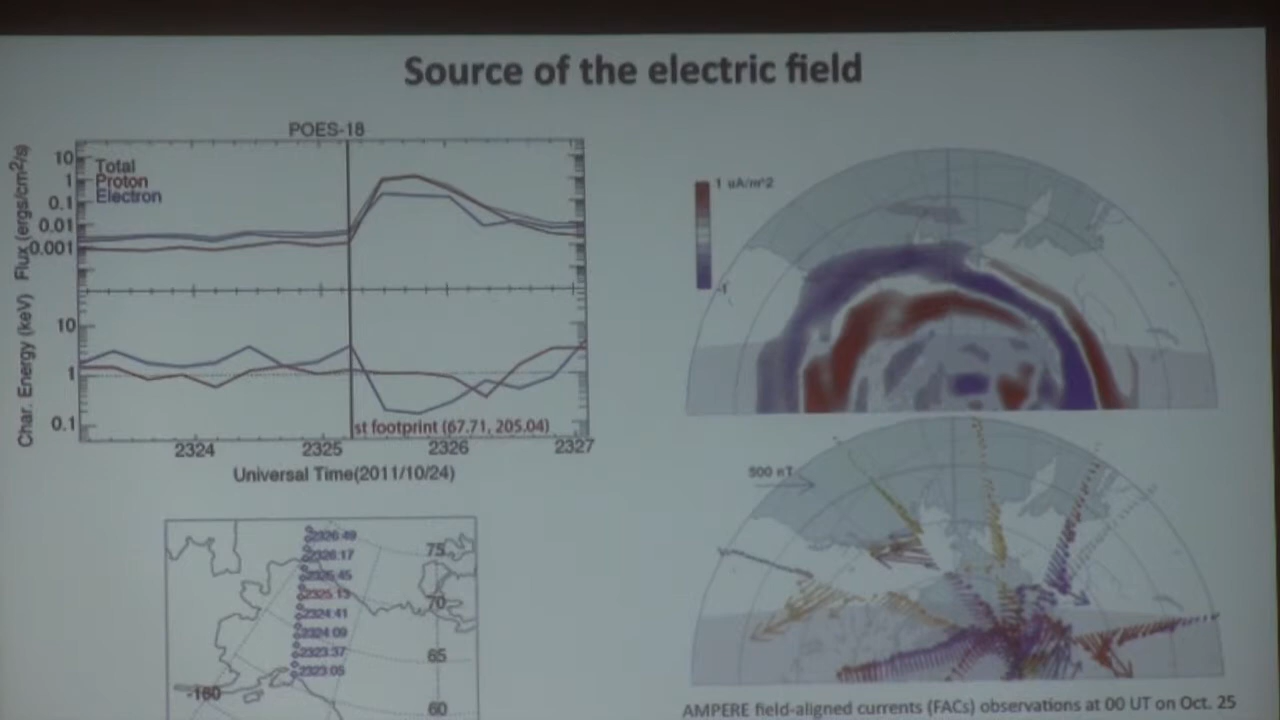 Source of the electric field
POES-18
Flux (ergs/cm2/s)
10
1
0.1
0.01
0.001
Total
Proton
Electron
Char. Energy (keV)
10
1
0.1
st footprint (67.71, 205.04)
2324
2325
2326
2327
Universal Time(2011/10/24)
2326:49
2326:17
2325:45
2325:13
2324:41
2324:09
2323:37
2323:05
75
70
65
60
-160
1 uA/m^2
-1
500 nT
AMPERE field-aligned currents (FACs) observations at 00 UT on Oct. 25